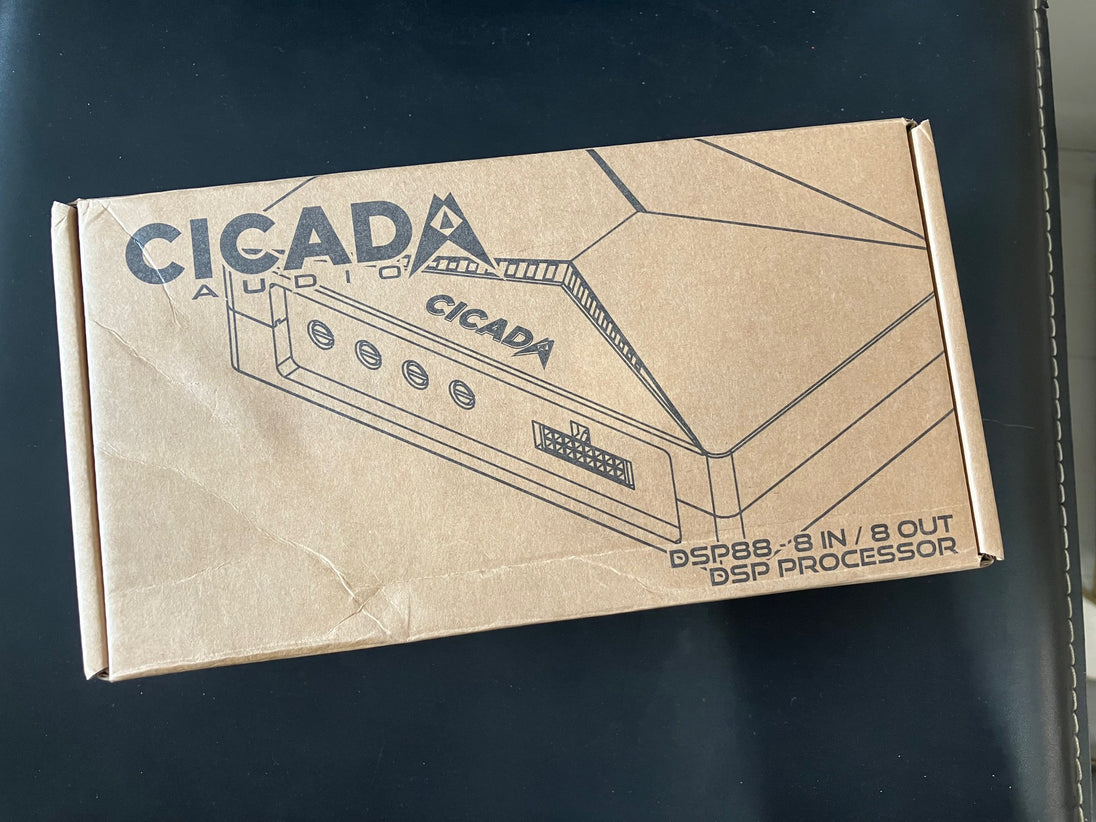 CICADA
AUDIO
CICADA
DSP88 - 8 IN / 8 OUT
DSP PROCESSOR